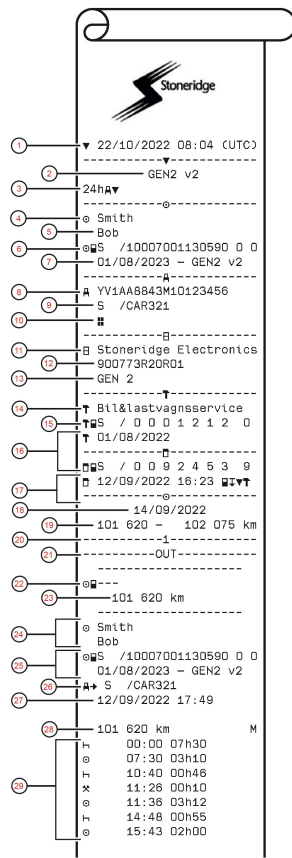 Stoneridge
1 ▼ 22/10/2022 08:04 (UTC)
2 GEN2 v2
3 24h▼
4 Smith
5 Bob
6 S /10007001130590 0 0
7 01/08/2023 - GEN2 v2
8 YV1AA8843M10123456
9 S /CAR321
10
11 Stoneridge Electronics
12 900773R20R01
13 GEN 2
14 Bil&lastvagnsservice
15 S / 0 0 0 1 2 1 2 0
16 01/08/2022
S / 0 0 9 2 4 5 3 9
17 12/09/2022 16:23
18 14/09/2022
19 101 620 - 102 075 km
20 -------1-------
21 ------OUT------
22 ---
23 101 620 km
24 Smith
Bob
25 S /10007001130590 0 0
01/08/2023 - GEN2 v2
26 S /CAR321
27 12/09/2022 17:49
28 101 620 km M
29 00:00 07h30
07:30 03h10
10:40 00h46
11:26 00h10
11:36 03h12
14:48 00h55
15:43 02h00